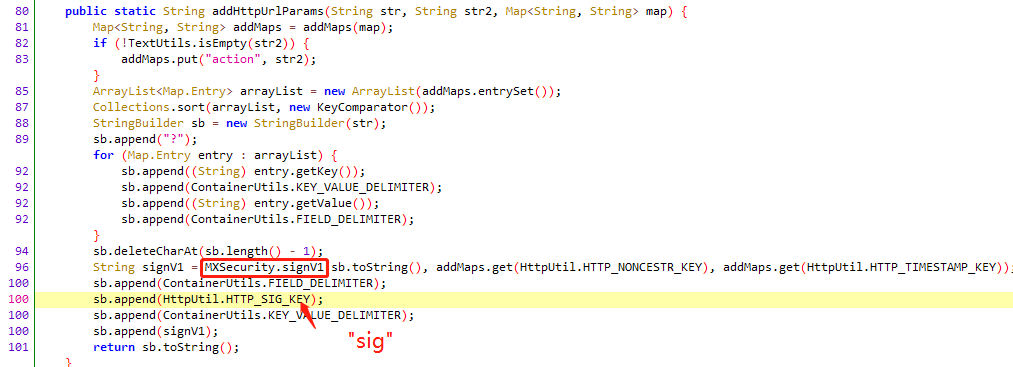 80 public static String addHttpUrlParams(String str, String str2, Map<String, String> map) {
81 Map<String, String> addMaps = addMaps(map);
82 if (!TextUtils.isEmpty(str2)) {
83 addMaps.put("action", str2);
}
85 ArrayList<Map.Entry> arrayList = new ArrayList(addMaps.entrySet());
87 Collections.sort(arrayList, new KeyComparator());
88 StringBuilder sb = new StringBuilder(str);
89 sb.append("?");
for (Map.Entry entry : arrayList) {
92 sb.append((String) entry.getKey());
92 sb.append(ContainerUtils.KEY_VALUE_DELIMITER);
92 sb.append((String) entry.getValue());
92 sb.append(ContainerUtils.FIELD_DELIMITER);
}
94 sb.deleteCharAt(sb.length() - 1);
96 String signV1 = MXSecurity.signV1(sb.toString(), addMaps.get(HttpUtil.HTTP_NONCESTR_KEY), addMaps.get(HttpUtil.HTTP_TIMESTAMP_KEY));
100 sb.append(ContainerUtils.FIELD_DELIMITER);
100 sb.append(HttpUtil.HTTP_SIG_KEY);
100 sb.append(ContainerUtils.KEY_VALUE_DELIMITER);
100 sb.append(signV1);
"sig"
101 return sb.toString();
}